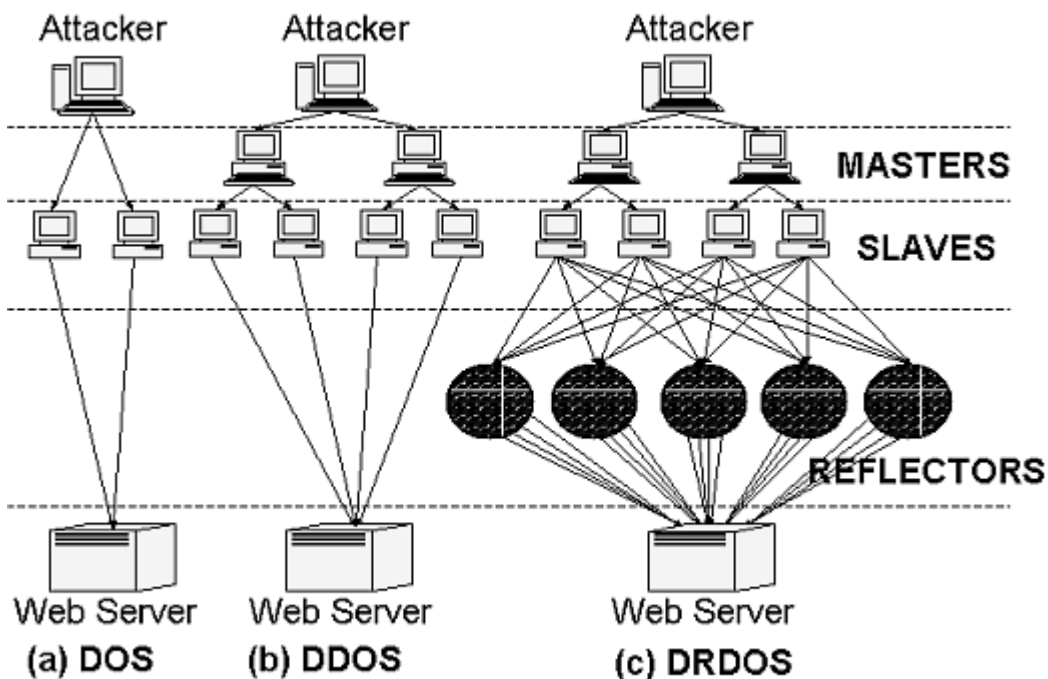 Attacker Attacker Attacker
MASTERS
SLAVES
REFLECTORS
Web Server Web Server Web Server
(a) DOS (b) DDOS (c) DRDOS